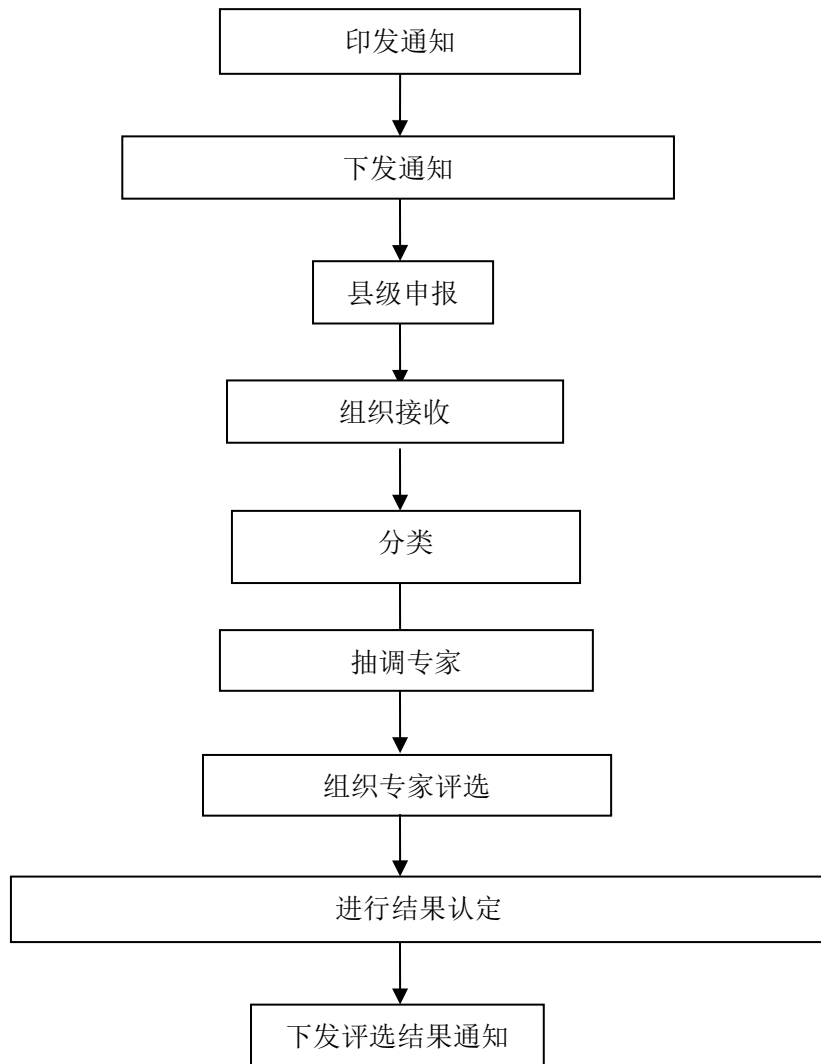 印发通知
下发通知
县级申报
组织接收
分类
抽调专家
组织专家评选
进行结果认定
下发评选结果通知